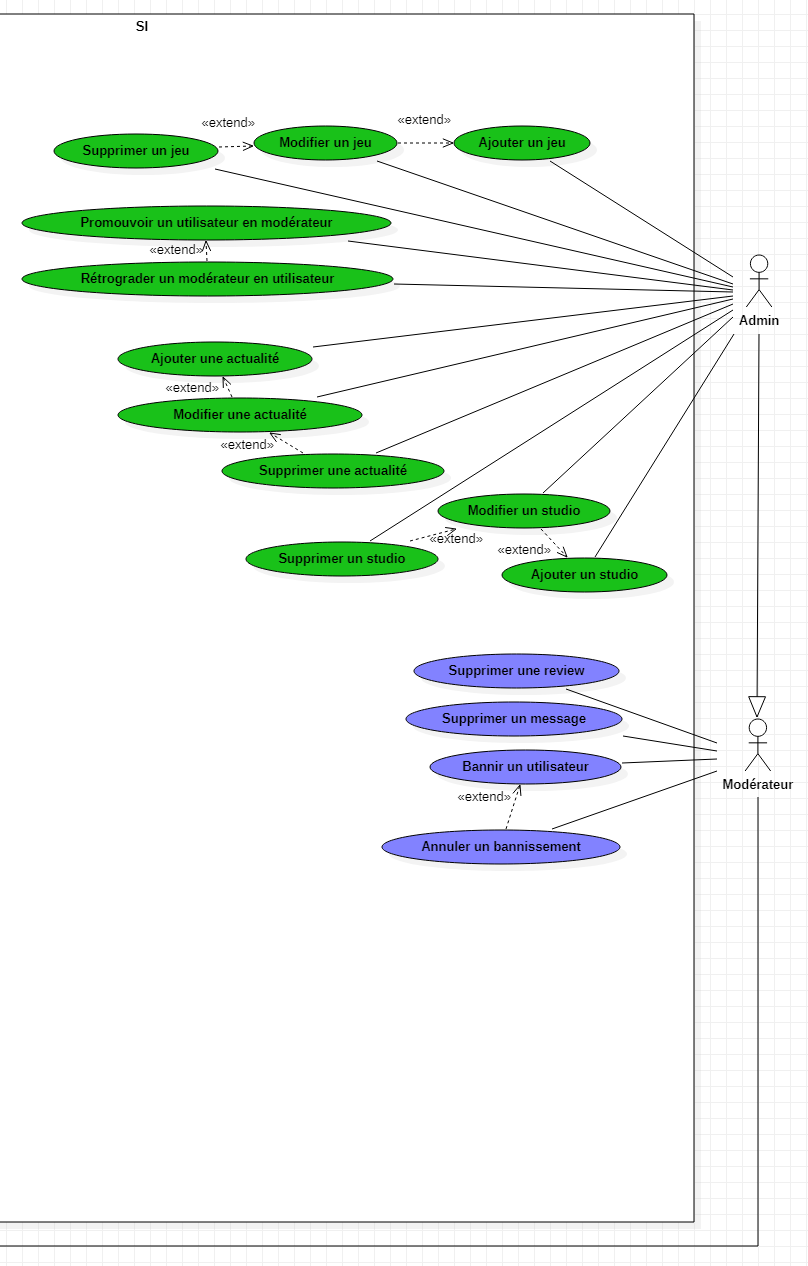 SI
«extend»
«extend»
Supprimer un jeu
Modifier un jeu
Ajouter un jeu
Promouvoir un utilisateur en modérateur
«extend»
Rétrograder un modérateur en utilisateur
Admin
Ajouter une actualité
«extend»
Modifier une actualité
«extend»
Supprimer une actualité
Modifier un studio
«extend»
«extend»
Supprimer un studio
Ajouter un studio
Supprimer une review
Supprimer un message
Bannir un utilisateur
Modérateur
«extend»
Annuler un bannissement